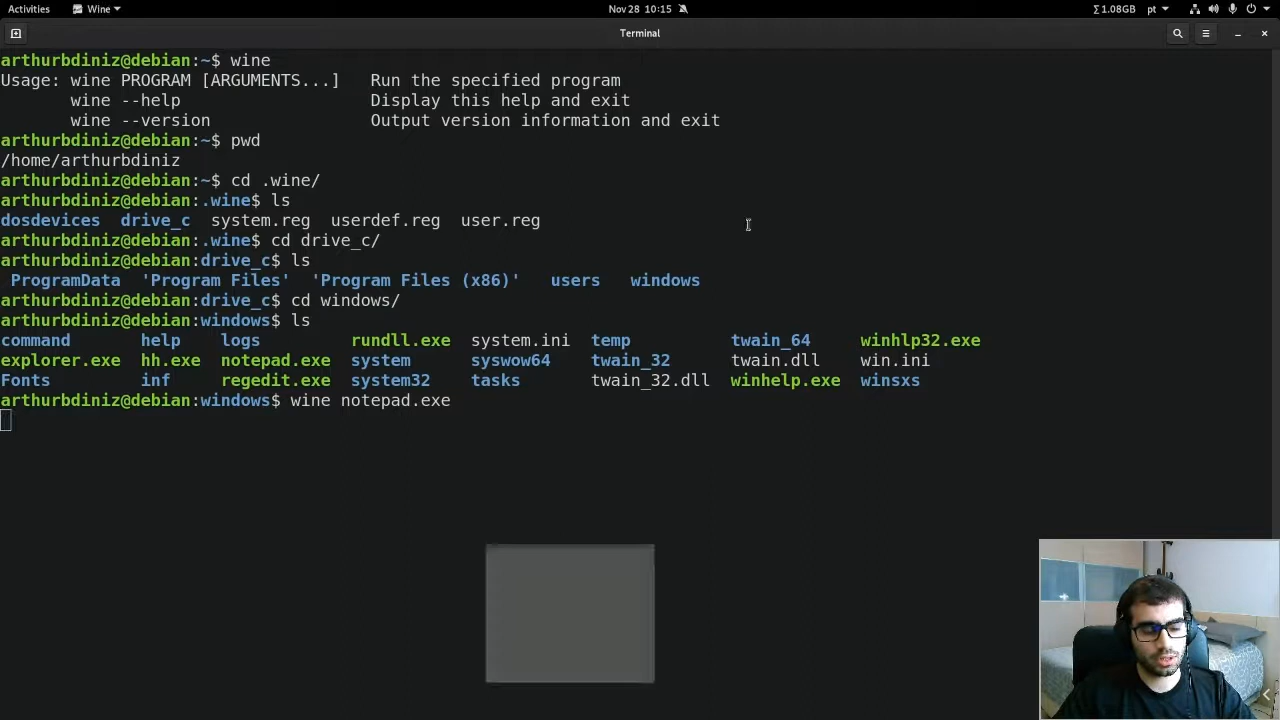 Activities Wine Nov 28 10:15 Σ 1.08GB pt
Terminal
arthurbdiniz@debian:~$ wine
Usage: wine PROGRAM [ARGUMENTS...] Run the specified program
wine --help Display this help and exit
wine --version Output version information and exit
arthurbdiniz@debian:~$ pwd
/home/arthurbdiniz
arthurbdiniz@debian:~$ cd .wine/
arthurbdiniz@debian:.wine$ ls
dosdevices drive_c system.reg userdef.reg user.reg
arthurbdiniz@debian:.wine$ cd drive_c/
arthurbdiniz@debian:drive_c$ ls
ProgramData 'Program Files' 'Program Files (x86)' users windows
arthurbdiniz@debian:drive_c$ cd windows/
arthurbdiniz@debian:windows$ ls
command help logs rundll.exe system.ini temp twain_64 winhlp32.exe
explorer.exe hh.exe notepad.exe system syswow64 twain_32 twain.dll win.ini
Fonts inf regedit.exe system32 tasks twain_32.dll winhelp.exe winsxs
arthurbdiniz@debian:windows$ wine notepad.exe